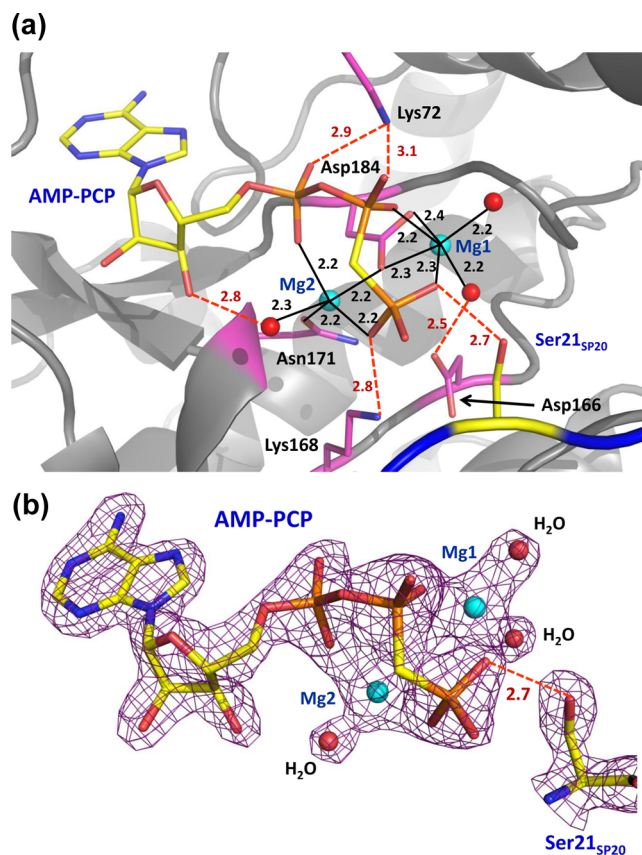 (a)
Lys72
2.9
3.1
Asp184
AMP-PCP
2.4
2.2
2.2
Mg1
2.2
2.3
2.3
2.2
2.2
Mg2
2.8
2.3
2.2
2.2
2.2
2.5
2.7
Ser21SP20
Asn171
2.8
Asp166
Lys168
(b)
AMP-PCP
H2O
Mg1
H2O
Mg2
2.7
H2O
Ser21SP20